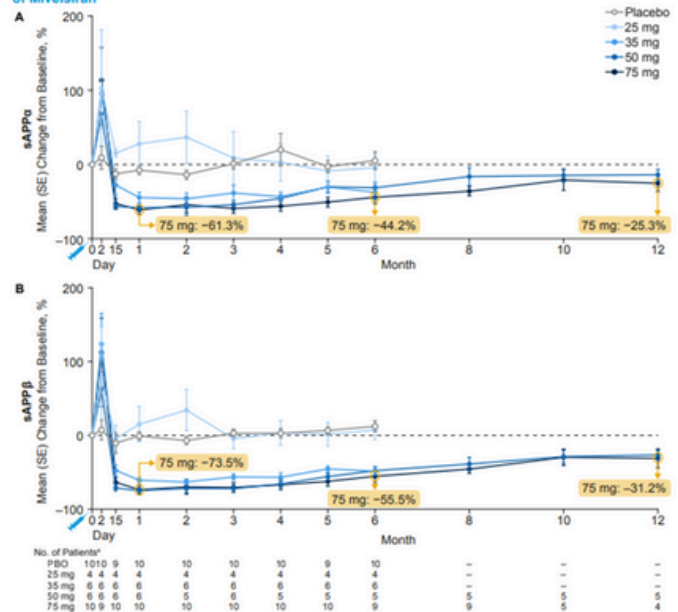 of Mivelsiran
A
Placebo
25 mg
35 mg
50 mg
75 mg
sAPPα
Mean (SE) Change from Baseline, %
200
100
0
−100
75 mg: −61.3%
75 mg: −44.2%
75 mg: −25.3%
0 2 15 1 2 3 4 5 6 8 10 12
Day
Month
B
sAPPβ
Mean (SE) Change from Baseline, %
200
100
0
−100
75 mg: −73.5%
75 mg: −55.5%
75 mg: −31.2%
0 2 15 1 2 3 4 5 6 8 10 12
Day
Month
No. of Patientsᵃ
PBO 10 10 9 10 10 10 10 9 10 – – –
25 mg 4 4 4 4 4 4 4 4 4 – – –
35 mg 6 6 6 6 6 6 6 6 6 – – –
50 mg 6 6 6 6 5 6 5 6 6 5 5 5
75 mg 10 9 10 10 10 10 10 10 9 9 5 4